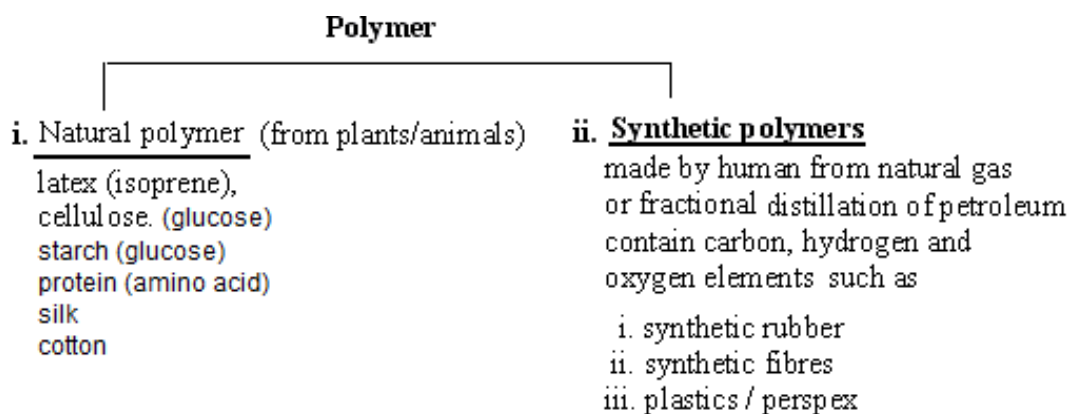 Polymer
i. Natural polymer (from plants/animals)
latex (isoprene),
cellulose. (glucose)
starch (glucose)
protein (amino acid)
silk
cotton
ii. Synthetic polymers
made by human from natural gas
or fractional distillation of petroleum
contain carbon, hydrogen and
oxygen elements such as
i. synthetic rubber
ii. synthetic fibres
iii. plastics / perspex